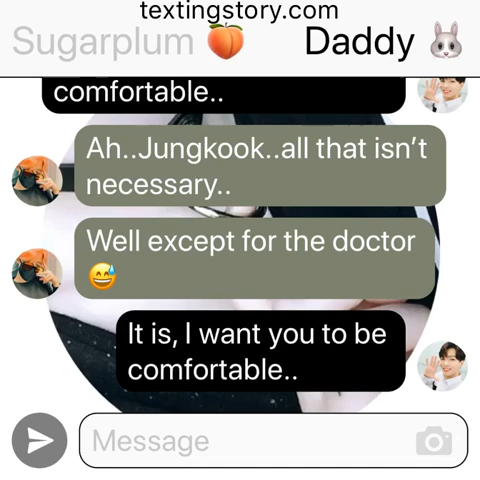 textingstory.com
Sugarplum 🍑 Daddy 🐰
comfortable..
Ah..Jungkook..all that isn’t
necessary..
Well except for the doctor
😅
It is, I want you to be
comfortable..
Message